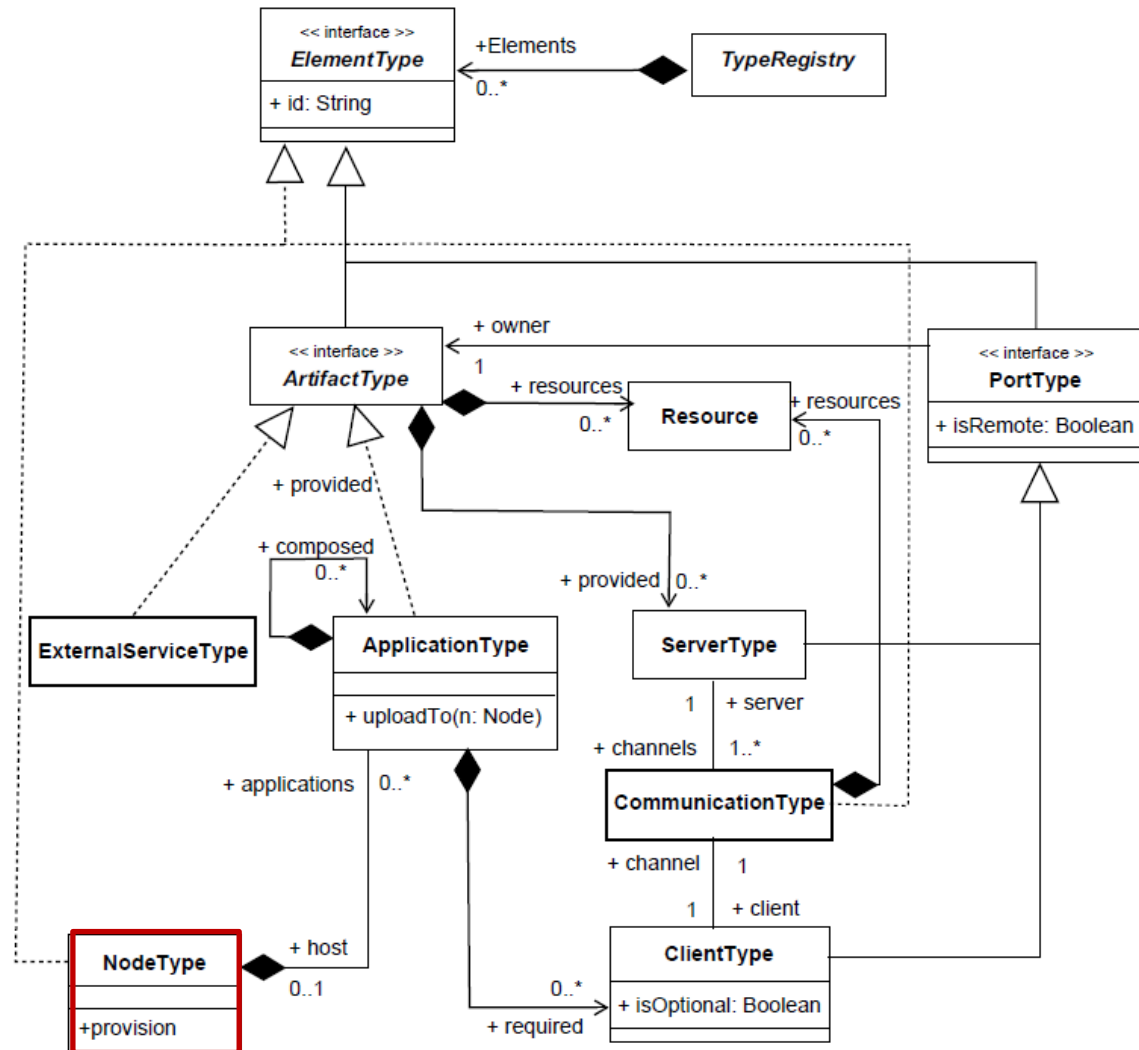 << interface >>
ElementType
+ id: String
+Elements
0..*
TypeRegistry
<< interface >>
ArtifactType
+ owner
1
<< interface >>
PortType
+ isRemote: Boolean
+ resources
0..*
Resource
+ resources
0..*
+ provided
+ composed
0..*
+ provided
0..*
ExternalServiceType
ApplicationType
+ uploadTo(n: Node)
ServerType
1
+ server
+ channels
1..*
+ applications
0..*
CommunicationType
+ channel
1
1
+ client
NodeType
+provision
+ host
0..1
0..*
+ required
ClientType
+ isOptional: Boolean